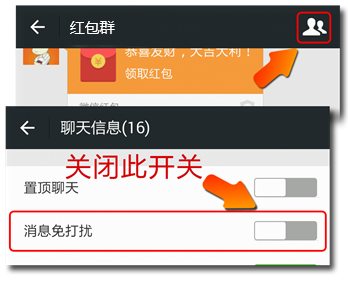 红包群
恭喜发财，大吉大利！
领取红包
微信红包
聊天信息(16)
关闭此开关
置顶聊天
消息免打扰